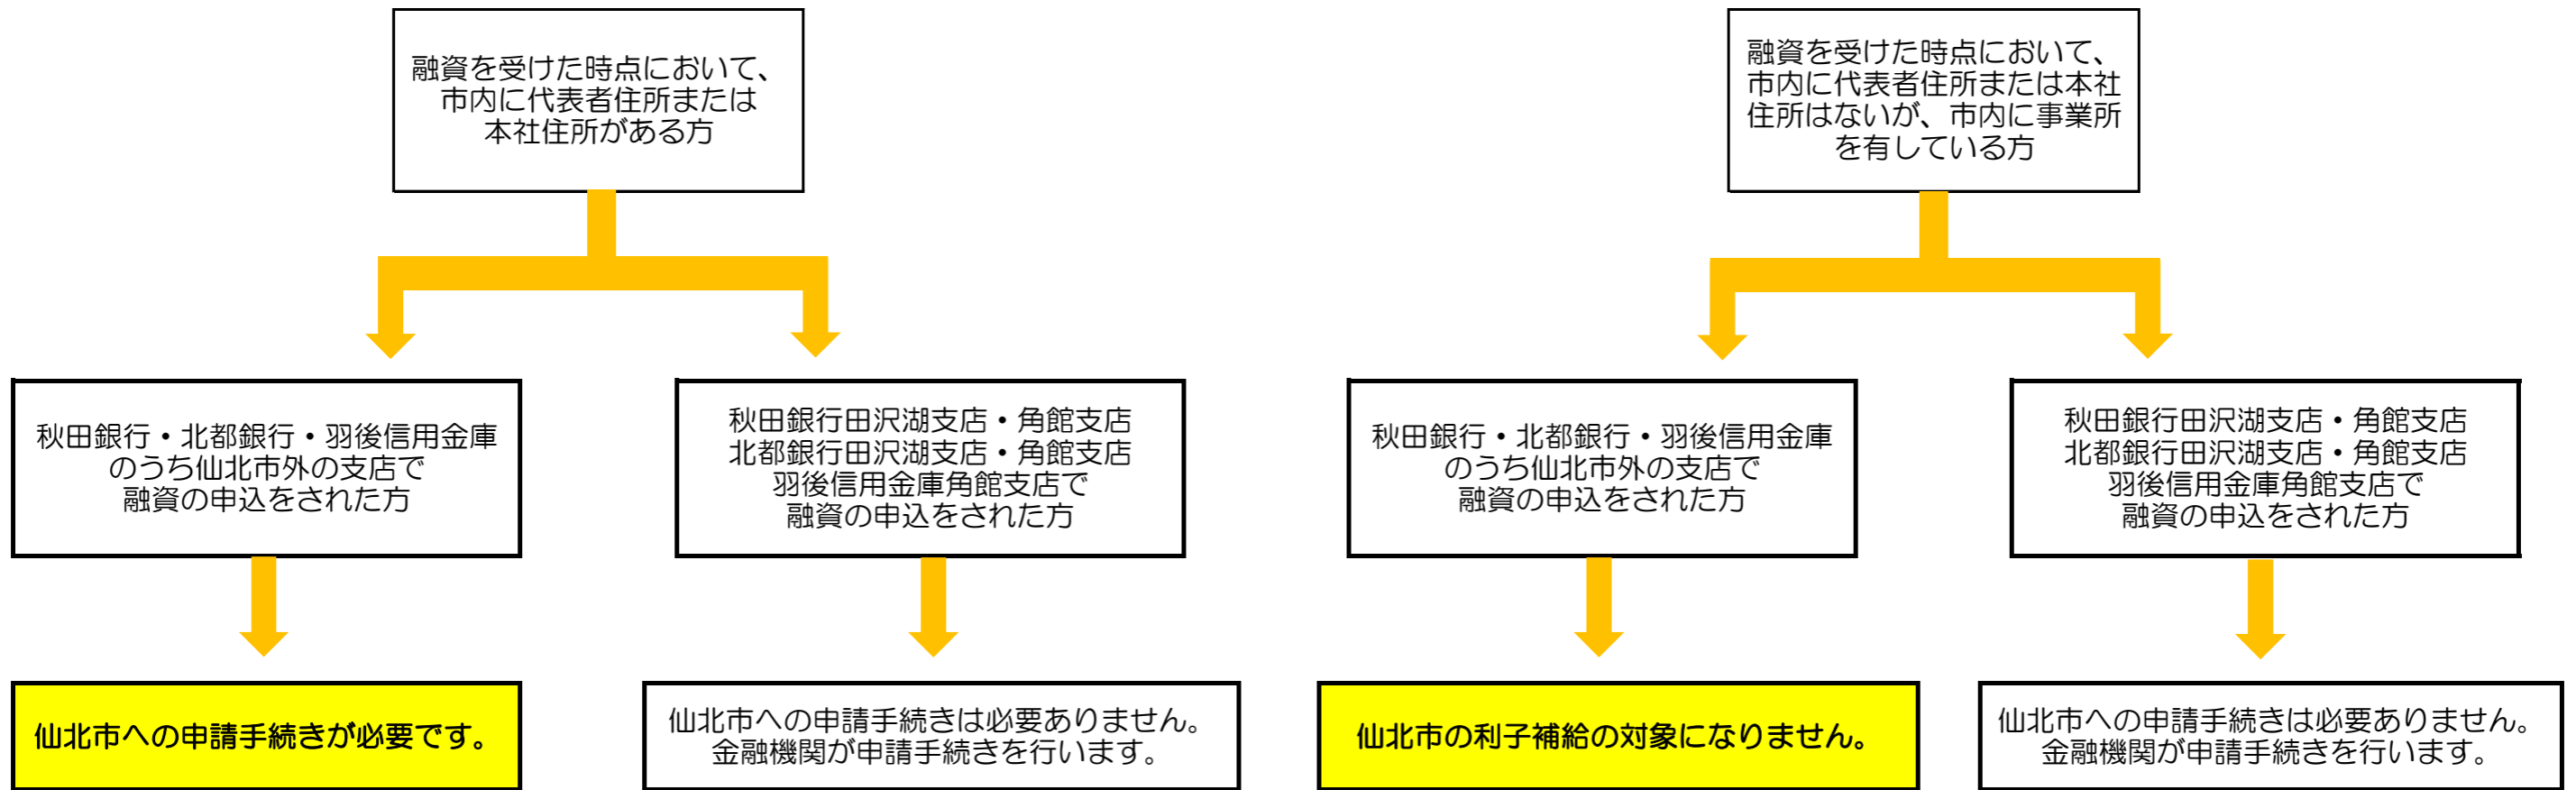 融資を受けた時点において、
市内に代表者住所または
本社住所がある方
融資を受けた時点において、
市内に代表者住所または本社
住所はないが、市内に事業所
を有している方
秋田銀行・北都銀行・羽後信用金庫
のうち仙北市外の支店で
融資の申込をされた方
秋田銀行田沢湖支店・角館支店
北都銀行田沢湖支店・角館支店
羽後信用金庫角館支店で
融資の申込をされた方
秋田銀行・北都銀行・羽後信用金庫
のうち仙北市外の支店で
融資の申込をされた方
秋田銀行田沢湖支店・角館支店
北都銀行田沢湖支店・角館支店
羽後信用金庫角館支店で
融資の申込をされた方
仙北市への申請手続きが必要です。
仙北市への申請手続きは必要ありません。
金融機関が申請手続きを行います。
仙北市の利子補給の対象になりません。
仙北市への申請手続きは必要ありません。
金融機関が申請手続きを行います。